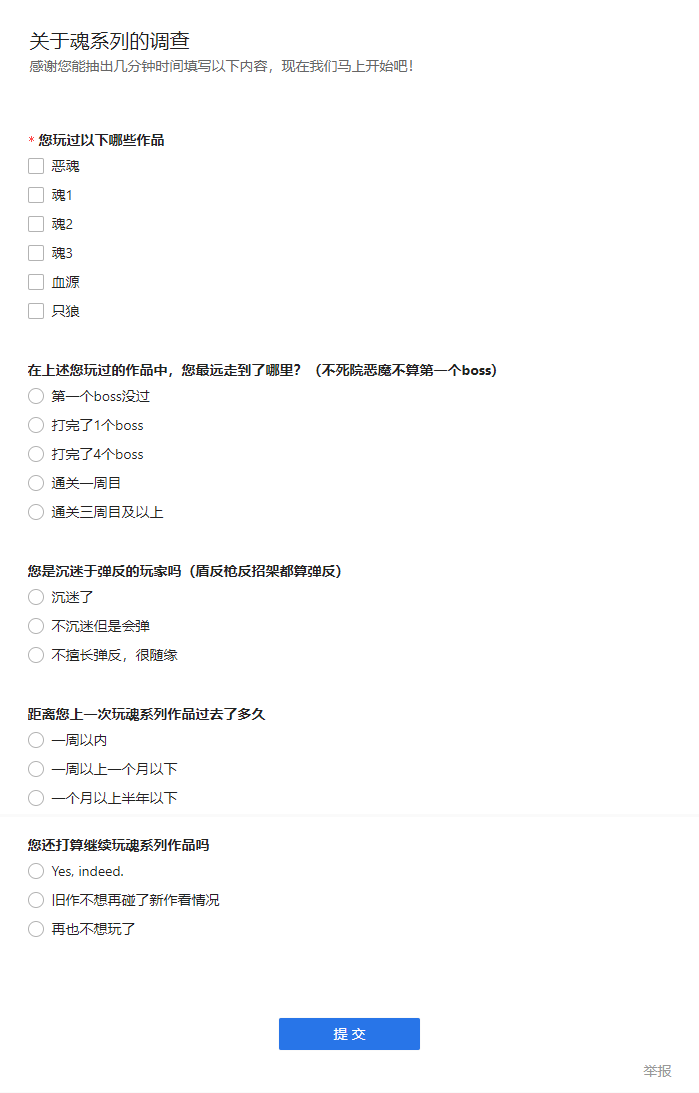 关于魂系列的调查
感谢您能抽出几分钟时间填写以下内容，现在我们马上开始吧！
* 您玩过以下哪些作品
恶魂
魂1
魂2
魂3
血源
只狼
在上述您玩过的作品中，您最远走到了哪里？（不死院恶魔不算第一个boss）
第一个boss没过
打完了1个boss
打完了4个boss
通关一周目
通关三周目及以上
您是沉迷于弹反的玩家吗（盾反枪反招架都算弹反）
沉迷了
不沉迷但是会弹
不擅长弹反，很随缘
距离您上一次玩魂系列作品过去了多久
一周以内
一周以上一个月以下
一个月以上半年以下
您还打算继续玩魂系列作品吗
Yes, indeed.
旧作不想再碰了新作看情况
再也不想玩了
提交
举报